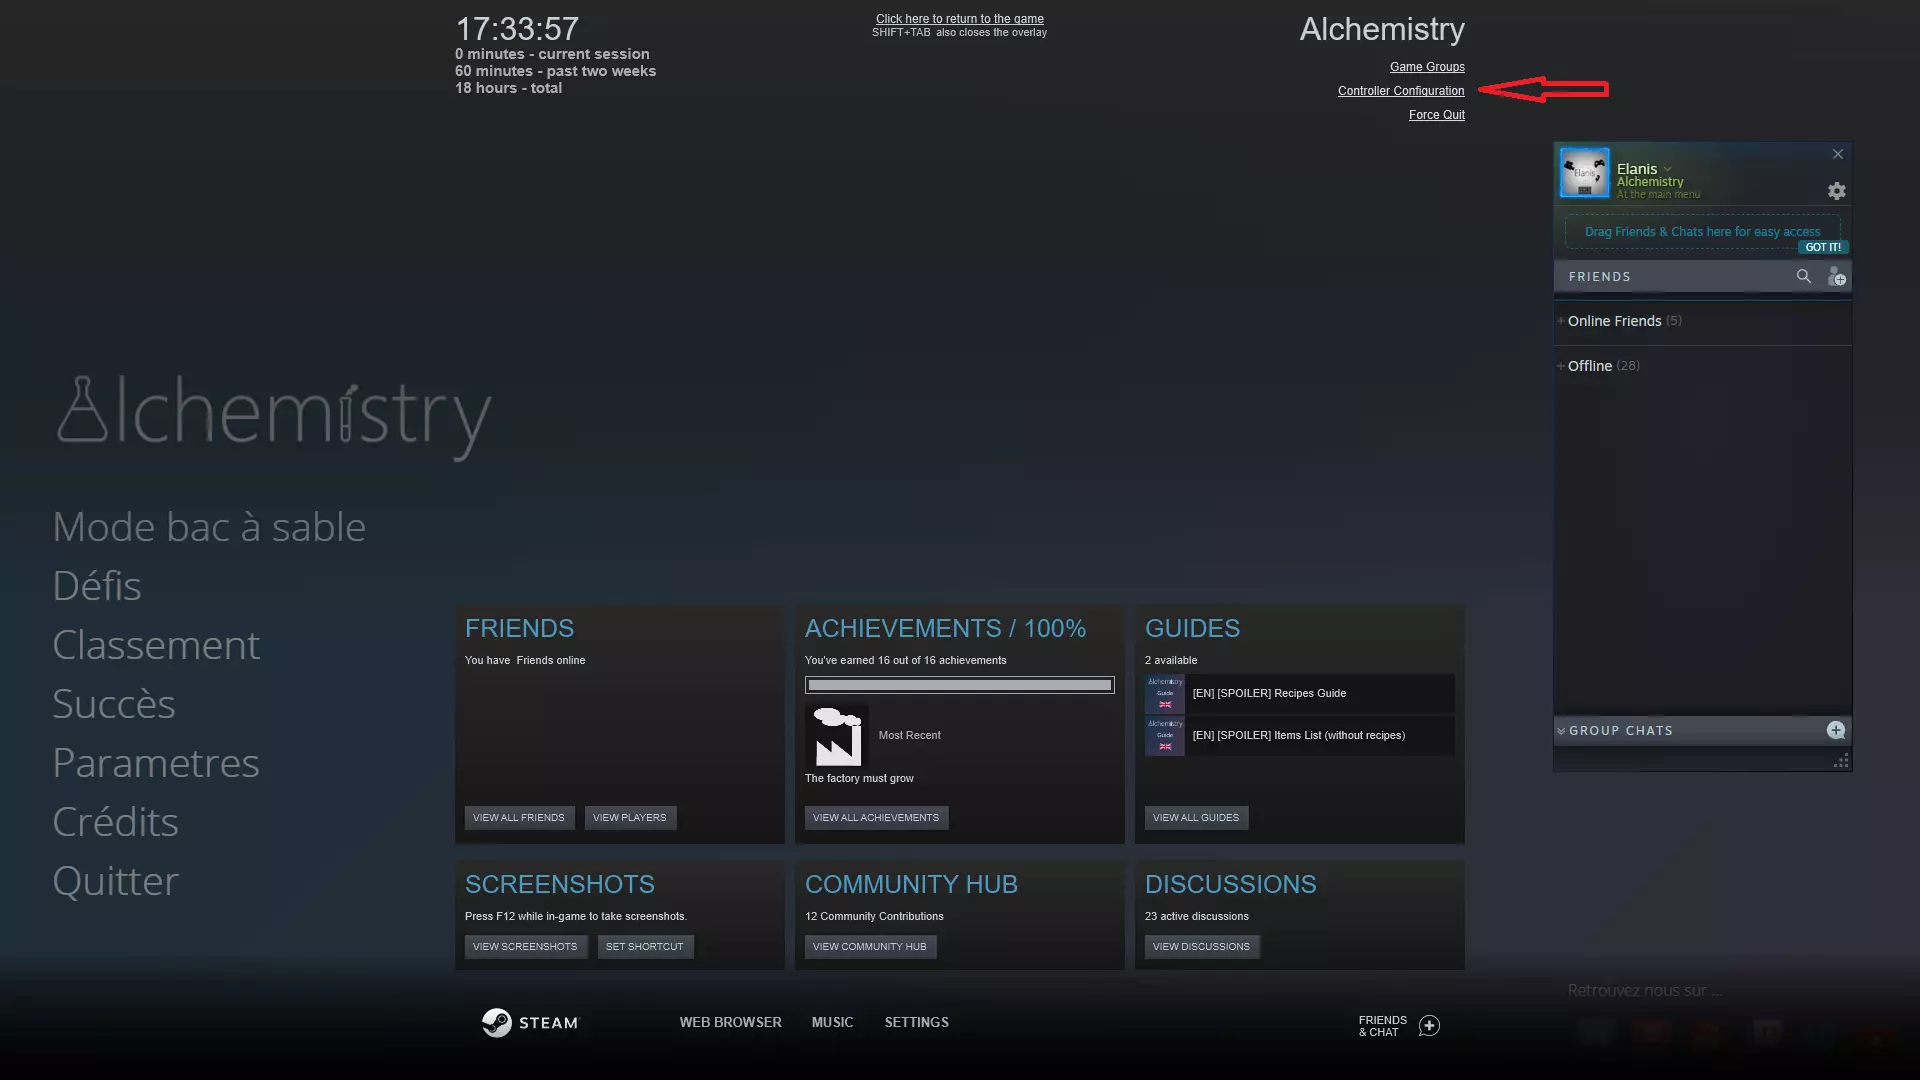 17:33:57
0 minutes - current session
60 minutes - past two weeks
18 hours - total
Click here to return to the game
SHIFT+TAB also closes the overlay
Alchemistry
Game Groups
Controller Configuration
Force Quit
Elanis
Elanis
Alchemistry
At the main menu
Drag Friends & Chats here for easy access
GOT IT!
FRIENDS
Online Friends (5)
Offline (28)
GROUP CHATS
Alchemistry
Mode bac à sable
Défis
Classement
Succès
Parametres
Crédits
Quitter
FRIENDS
You have Friends online
VIEW ALL FRIENDS
VIEW PLAYERS
ACHIEVEMENTS / 100%
You've earned 16 out of 16 achievements
Most Recent
The factory must grow
VIEW ALL ACHIEVEMENTS
GUIDES
2 available
Alchemistry
Guide
[EN] [SPOILER] Recipes Guide
Alchemistry
Guide
[EN] [SPOILER] Items List (without recipes)
VIEW ALL GUIDES
SCREENSHOTS
Press F12 while in-game to take screenshots.
VIEW SCREENSHOTS
SET SHORTCUT
COMMUNITY HUB
12 Community Contributions
VIEW COMMUNITY HUB
DISCUSSIONS
23 active discussions
VIEW DISCUSSIONS
Retrouvez nous sur ...
STEAM
WEB BROWSER
MUSIC
SETTINGS
FRIENDS
& CHAT